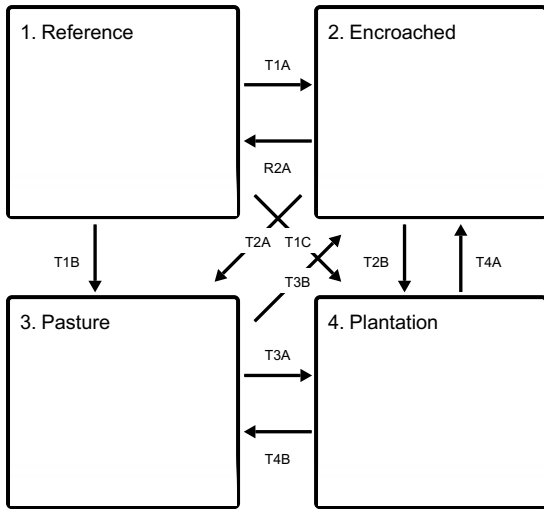 1. Reference
2. Encroached
T1A
R2A
T1B
T2A
T1C
T3B
T2B
T4A
3. Pasture
4. Plantation
T3A
T4B